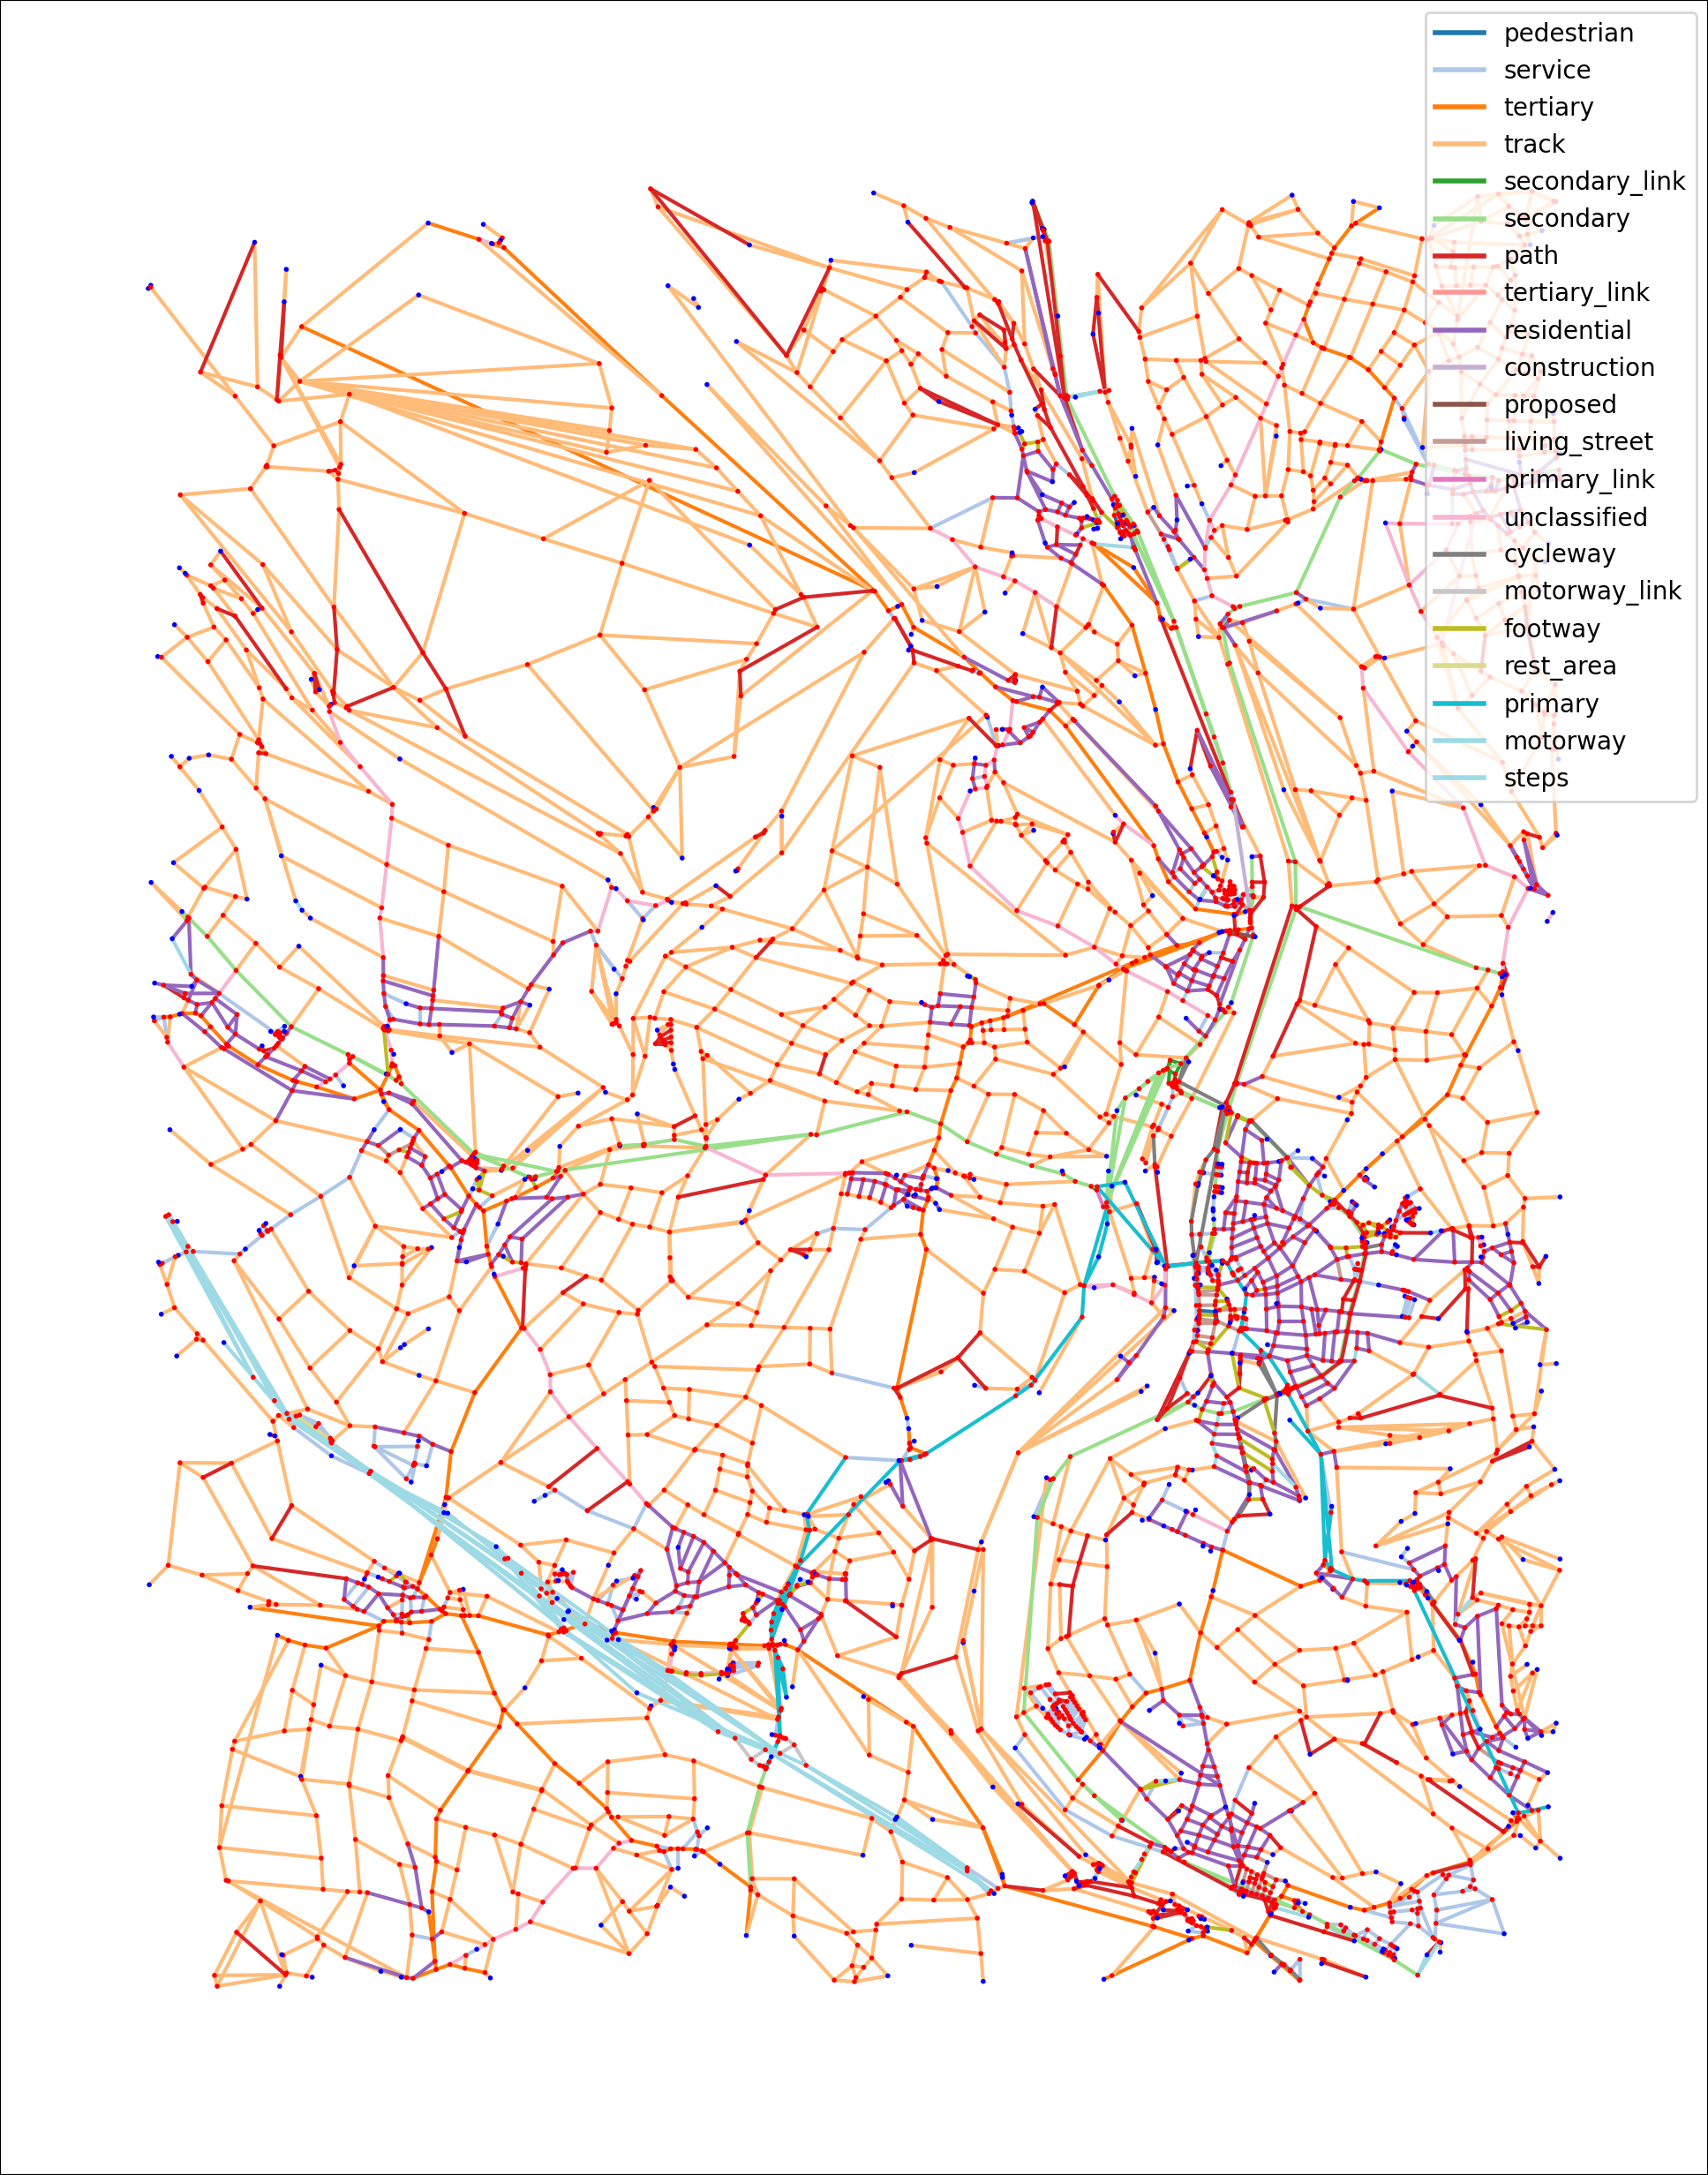 pedestrian
service
tertiary
track
secondary_link
secondary
path
tertiary_link
residential
construction
proposed
living_street
primary_link
unclassified
cycleway
motorway_link
footway
rest_area
primary
motorway
steps